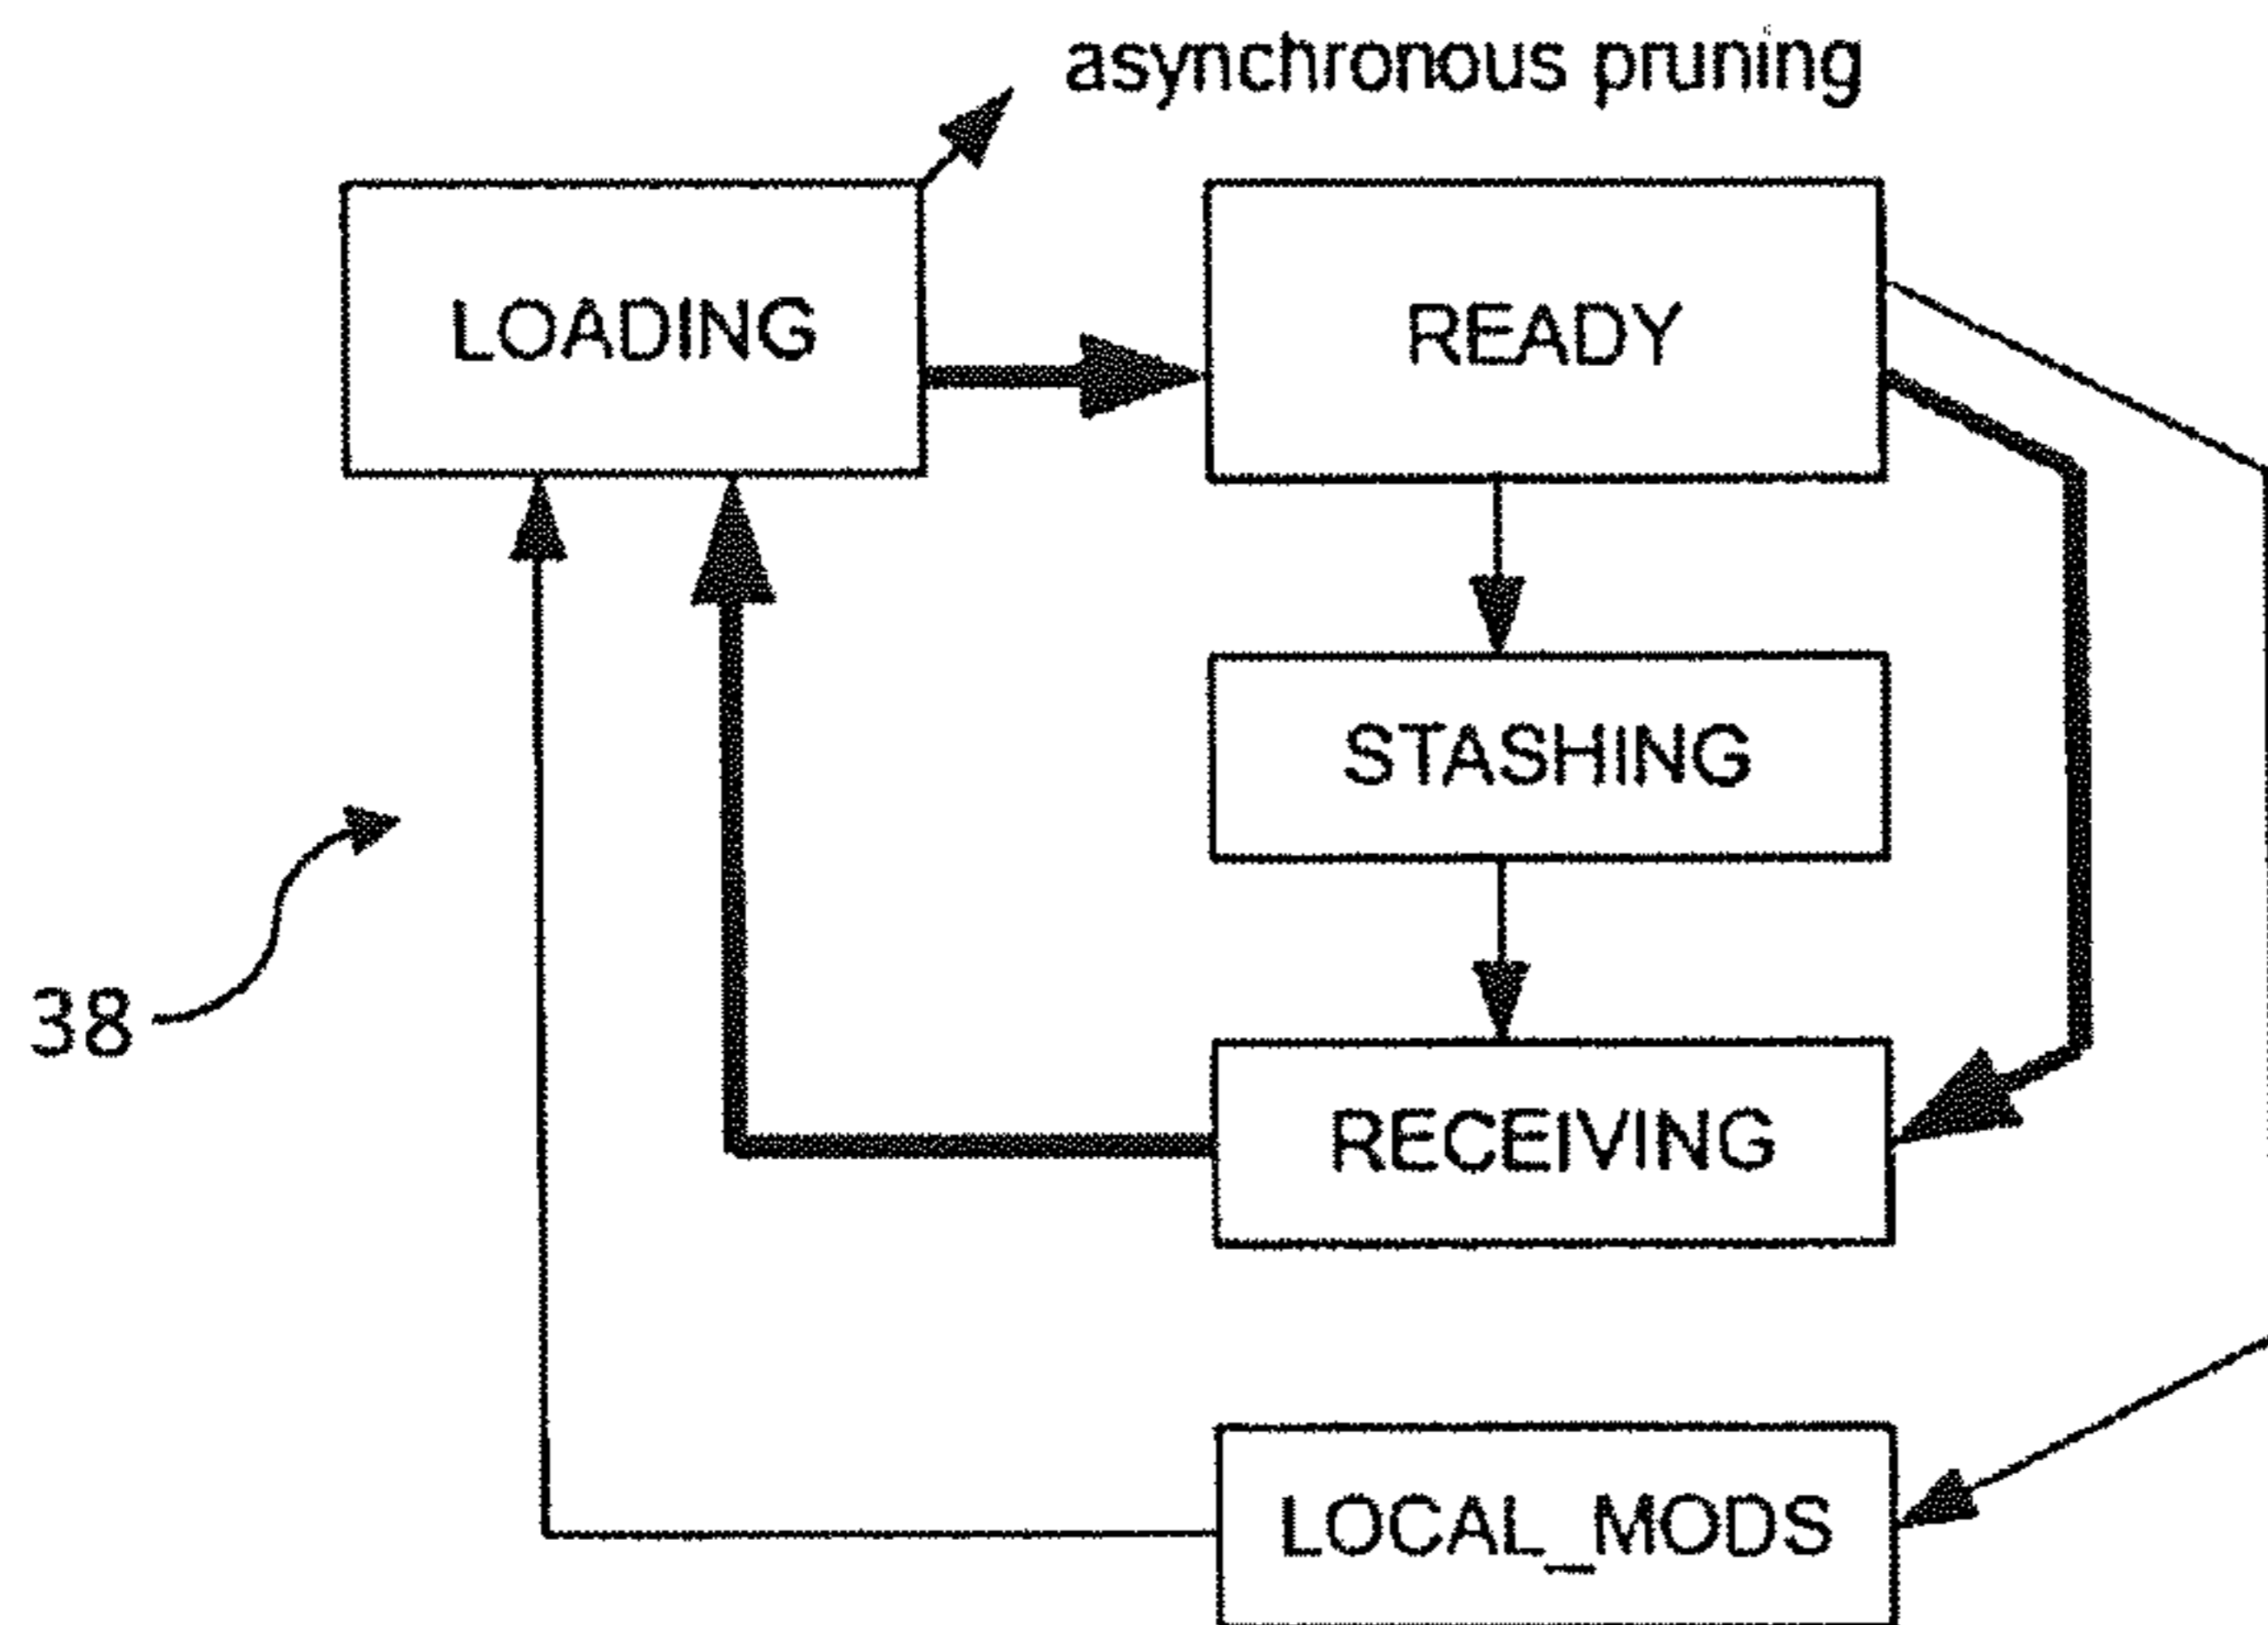 asynchronous pruning
LOADING
READY
STASHING
38
RECEIVING
LOCAL_MODS